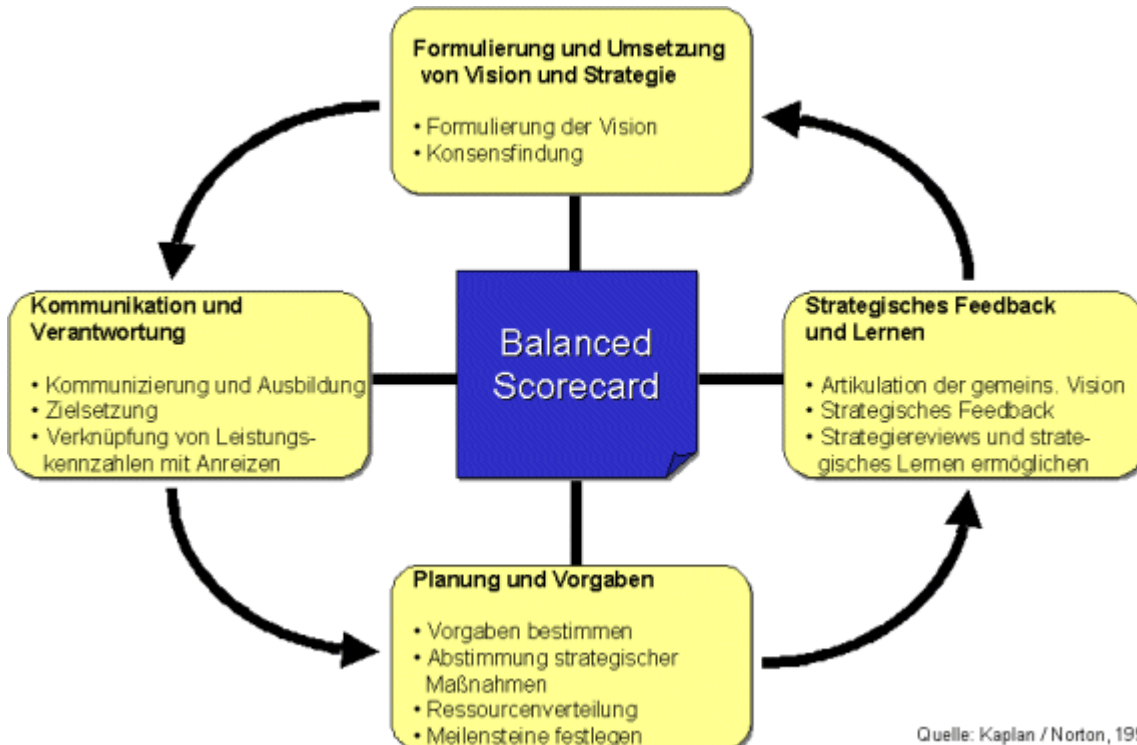 Formulierung und Umsetzung
von Vision und Strategie
• Formulierung der Vision
• Konsensfindung
Kommunikation und
Verantwortung
• Kommunizierung und Ausbildung
• Zielsetzung
• Verknüpfung von Leistungs-
kennzahlen mit Anreizen
Balanced
Scorecard
Strategisches Feedback
und Lernen
• Artikulation der gemeins. Vision
• Strategisches Feedback
• Strategiereviews und strate-
gisches Lernen ermöglichen
Planung und Vorgaben
• Vorgaben bestimmen
• Abstimmung strategischer
Maßnahmen
• Ressourcenverteilung
• Meilensteine festlegen
Quelle: Kaplan / Norton,